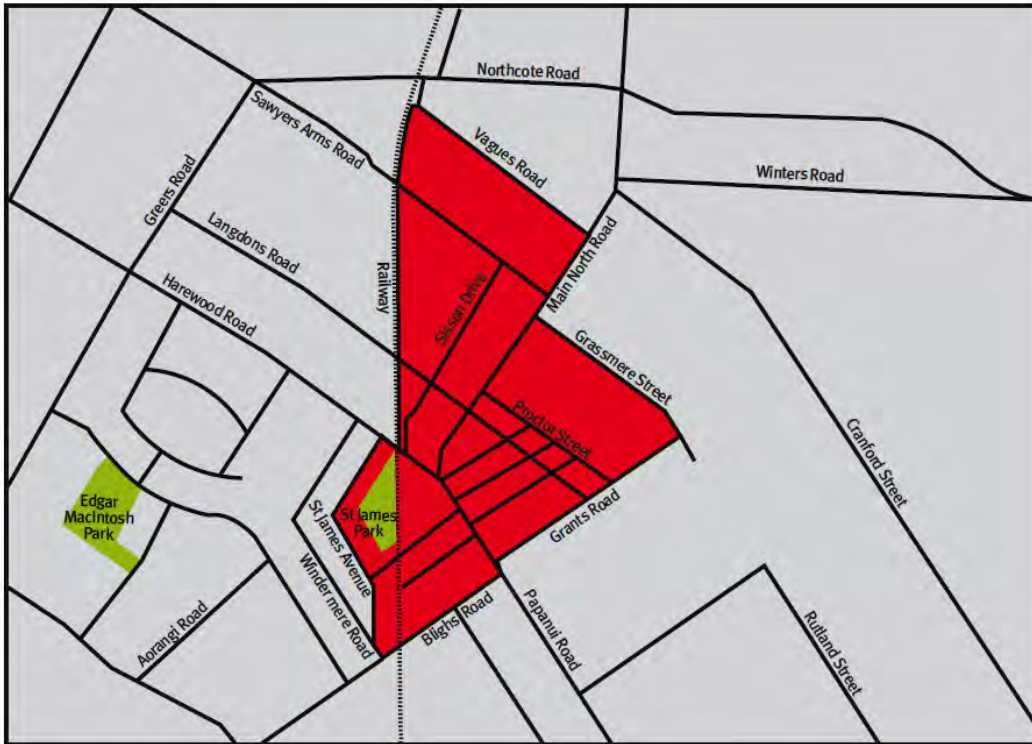 Northcote Road
Sawyers Arms Road
Vagues Road
Winters Road
Greers Road
Langdons Road
Railway
Sisson Drive
Main North Road
Harewood Road
Grassmere Street
Proctor Street
Cranford Street
Edgar
MacIntosh
Park
St James
Park
St James Avenue
Grants Road
Windermere Road
Blighs Road
Papanui Road
Aorangi Road
Rutland Street